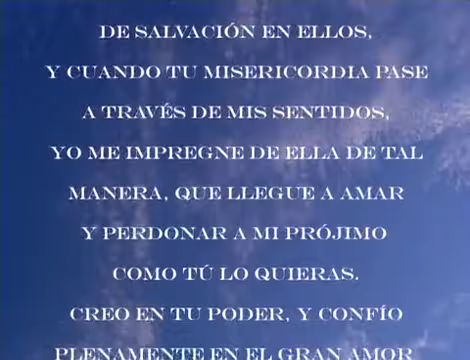 DE SALVACIÓN EN ELLOS,
Y CUANDO TU MISERICORDIA PASE
A TRAVÉS DE MIS SENTIDOS,
YO ME IMPREGNE DE ELLA DE TAL
MANERA, QUE LLEGUE A AMAR
Y PERDONAR A MI PRÓJIMO
COMO TÚ LO QUIERAS.
CREO EN TU PODER, Y CONFÍO
PLENAMENTE EN EL GRAN AMOR